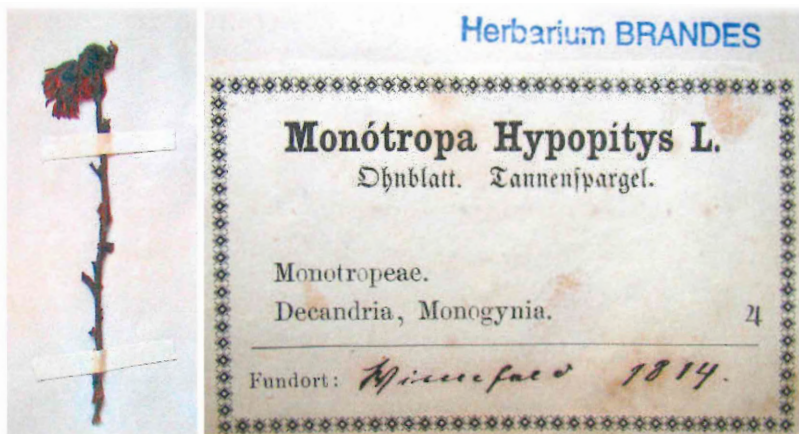 Herbarium BRANDES
Monótropa Hypopitys L.
Ohnblatt. Tannenspargel.
Monotropeae.
Decandria, Monogynia. ♃
Fundort: 1814.